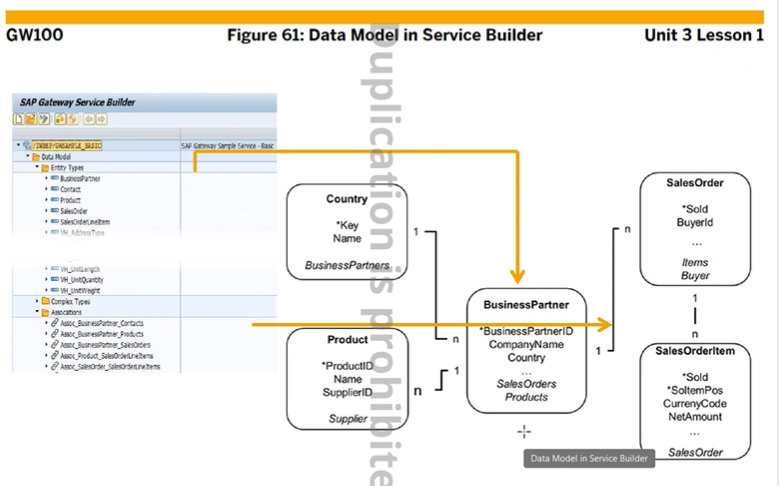 GW100
Figure 61: Data Model in Service Builder
Unit 3 Lesson 1
SAP Gateway Service Builder
/IWBEP/GWSAMPLE_BASIC
SAP Gateway Sample Service - Basic
Data Model
Entity Types
BusinessPartner
Contact
Product
SalesOrder
SalesOrderLineItem
VH_AddressType
VH_UnitLength
VH_UnitQuantity
VH_UnitWeight
Complex Types
Associations
Assoc_BusinessPartner_Contacts
Assoc_BusinessPartner_Products
Assoc_BusinessPartner_SalesOrders
Assoc_Product_SalesOrderLineItems
Assoc_SalesOrder_SalesOrderLineItems
Country
*Key
Name
BusinessPartners
1
n
Product
*ProductID
Name
SupplierID
Supplier
n
1
BusinessPartner
*BusinessPartnerID
CompanyName
Country
...
SalesOrders
Products
1
n
SalesOrder
*SoId
BuyerId
...
Items
Buyer
1
n
SalesOrderItem
*SoId
*SoItemPos
CurrenyCode
NetAmount
...
SalesOrder
Data Model in Service Builder
Duplication is prohibite